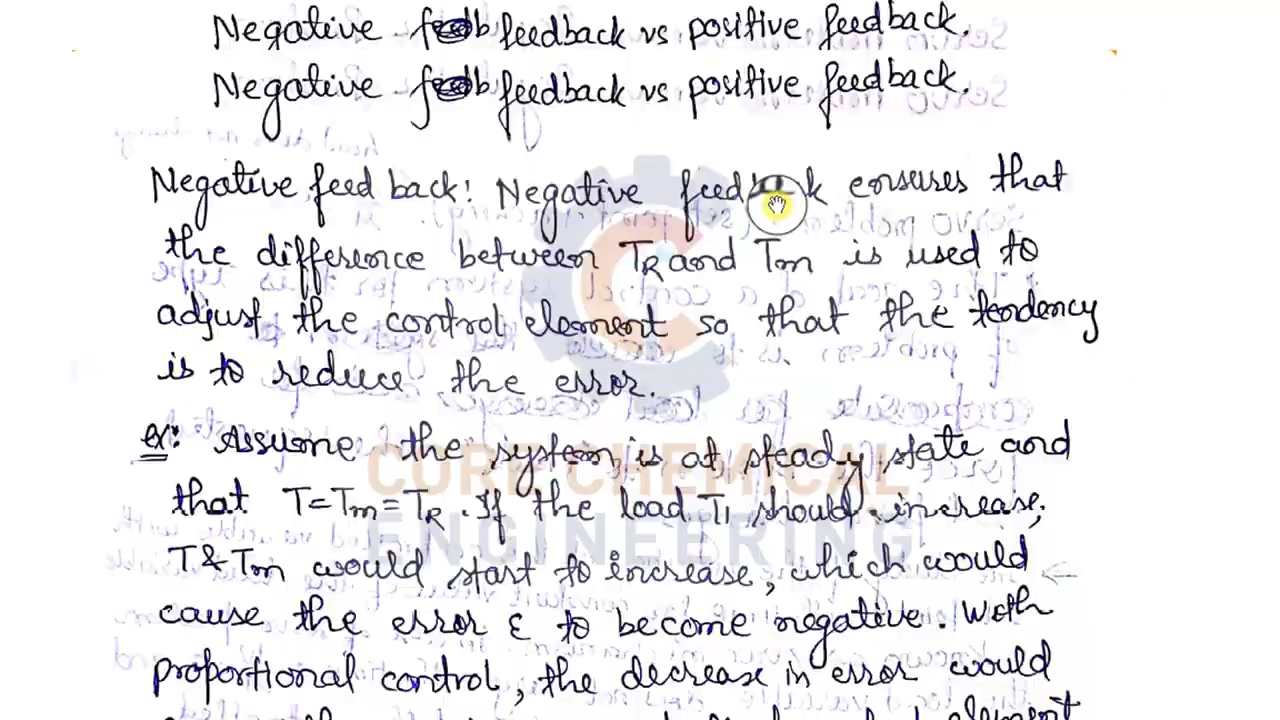 Negative feedback vs positive feedback.
Negative feedback vs positive feedback.
Negative feed back: Negative feedback ensures that
the difference between TR and Tm is used to
adjust the control element so that the tendency
is to reduce the error.
ex: Assume the system is at steady state and
that T=Tm=TR. If the load Ti should increase,
T & Tm would start to increase, which would
cause the error ε to become negative. With
proportional control, the decrease in error would
element
CORE CHEMICAL
ENGINEERING